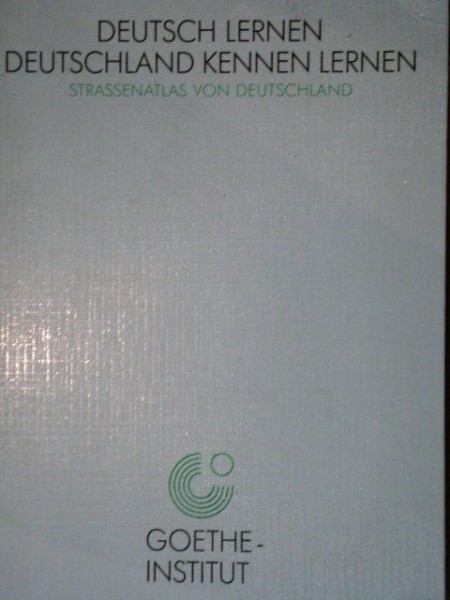 DEUTSCH LERNEN
DEUTSCHLAND KENNEN LERNEN
STRASSENATLAS VON DEUTSCHLAND
GOETHE-
INSTITUT